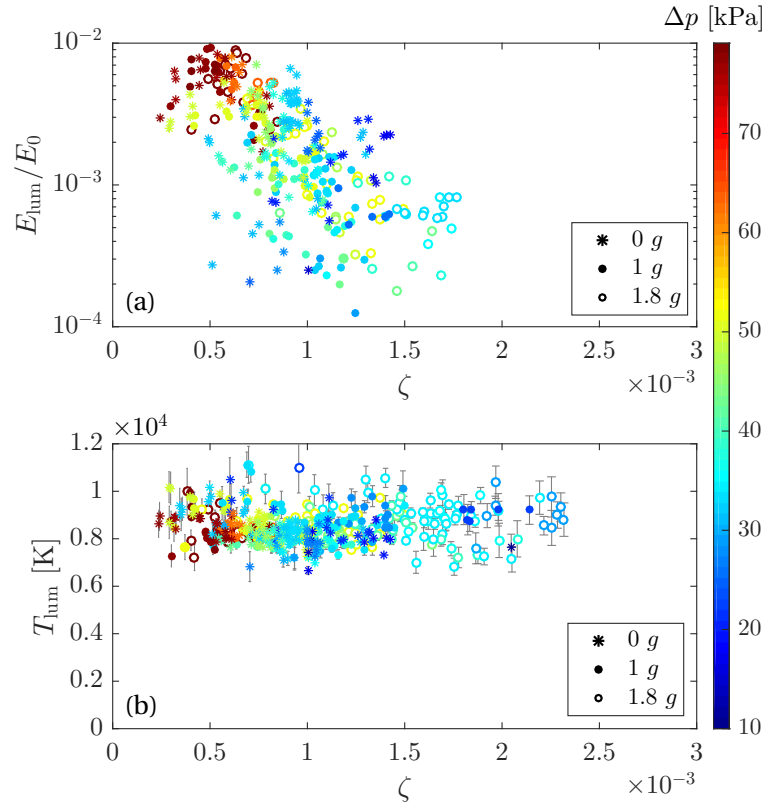 Δp [kPa]
10⁻²
10⁻³
10⁻⁴
E_lum/E_0
(a)
0 g
1 g
1.8 g
0 0.5 1 1.5 2 2.5 3
ζ ×10⁻³
70
60
50
40
30
20
10
×10⁴
1.2
1
0.8
0.6
0.4
0.2
0
T_lum [K]
(b)
0 g
1 g
1.8 g
0 0.5 1 1.5 2 2.5 3
ζ ×10⁻³